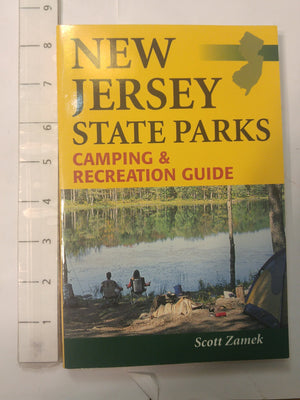 NEW
JERSEY
STATE PARKS
CAMPING &
RECREATION GUIDE
Scott Zamek
9
8
7
6
5
4
3
2
1